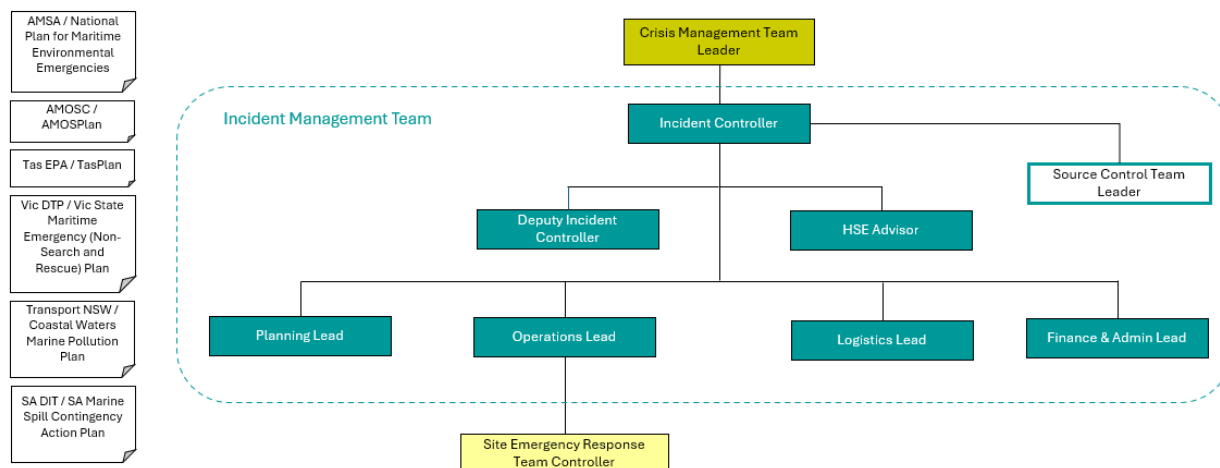 AMSA / National
Plan for Maritime
Environmental
Emergencies
AMOSC /
AMOSPlan
Tas EPA / TasPlan
Vic DTP / Vic State
Maritime
Emergency (Non-
Search and
Rescue) Plan
Transport NSW /
Coastal Waters
Marine Pollution
Plan
SA DIT / SA Marine
Spill Contingency
Action Plan
Crisis Management Team
Leader
Incident Management Team
Incident Controller
Source Control Team
Leader
Deputy Incident
Controller
HSE Advisor
Planning Lead
Operations Lead
Logistics Lead
Finance & Admin Lead
Site Emergency Response
Team Controller